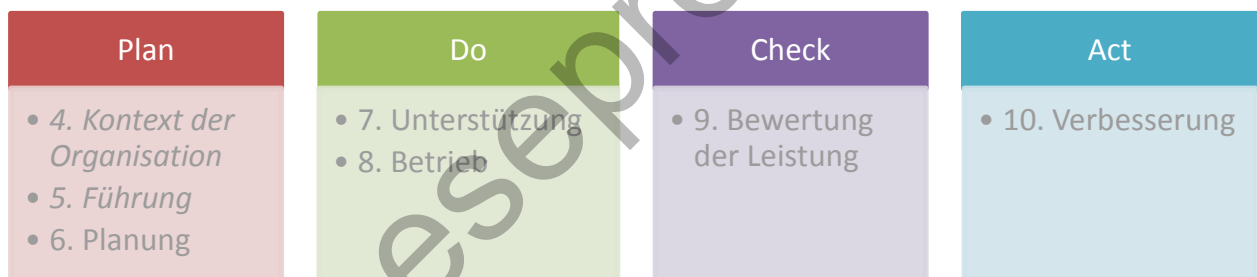 Plan
• 4. Kontext der
Organisation
• 5. Führung
• 6. Planung
Do
• 7. Unterstützung
• 8. Betrieb
Check
• 9. Bewertung
der Leistung
Act
• 10. Verbesserung
esepro